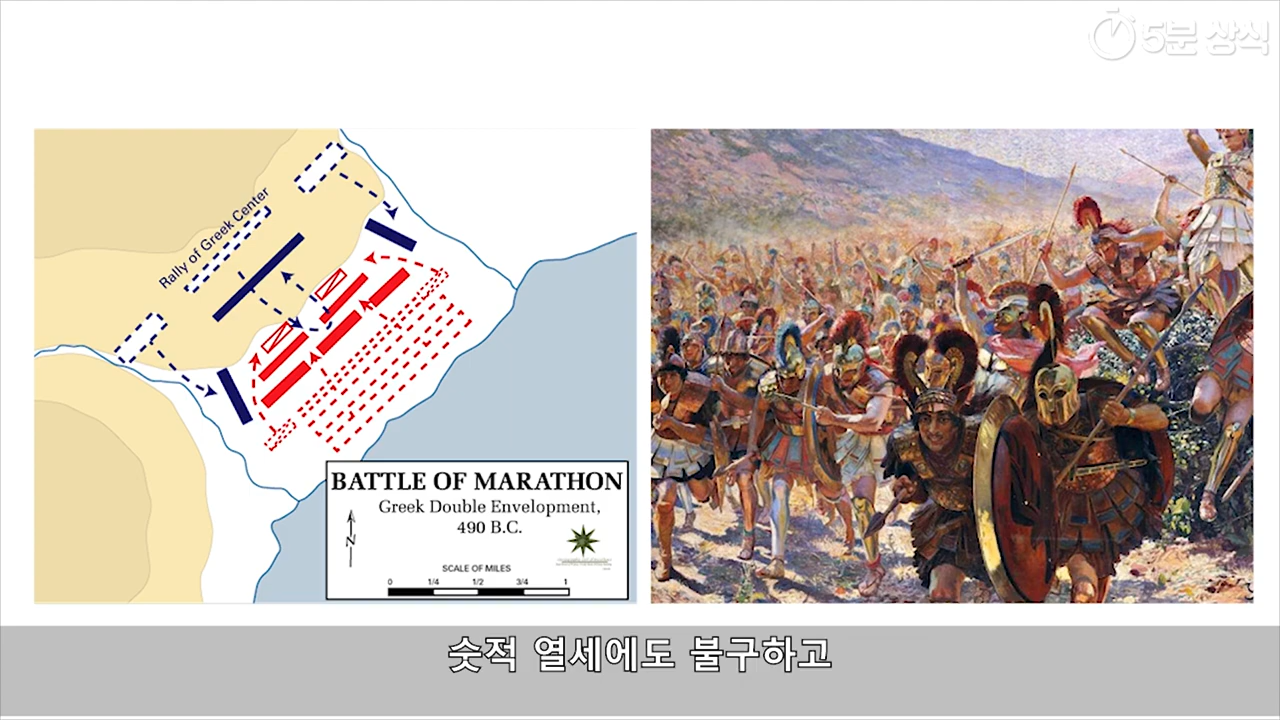 5분 상식
Rally of Greek Center
BATTLE OF MARATHON
Greek Double Envelopment,
490 B.C.
N
SCALE OF MILES
0 1/4 1/2 3/4 1
숫적 열세에도 불구하고